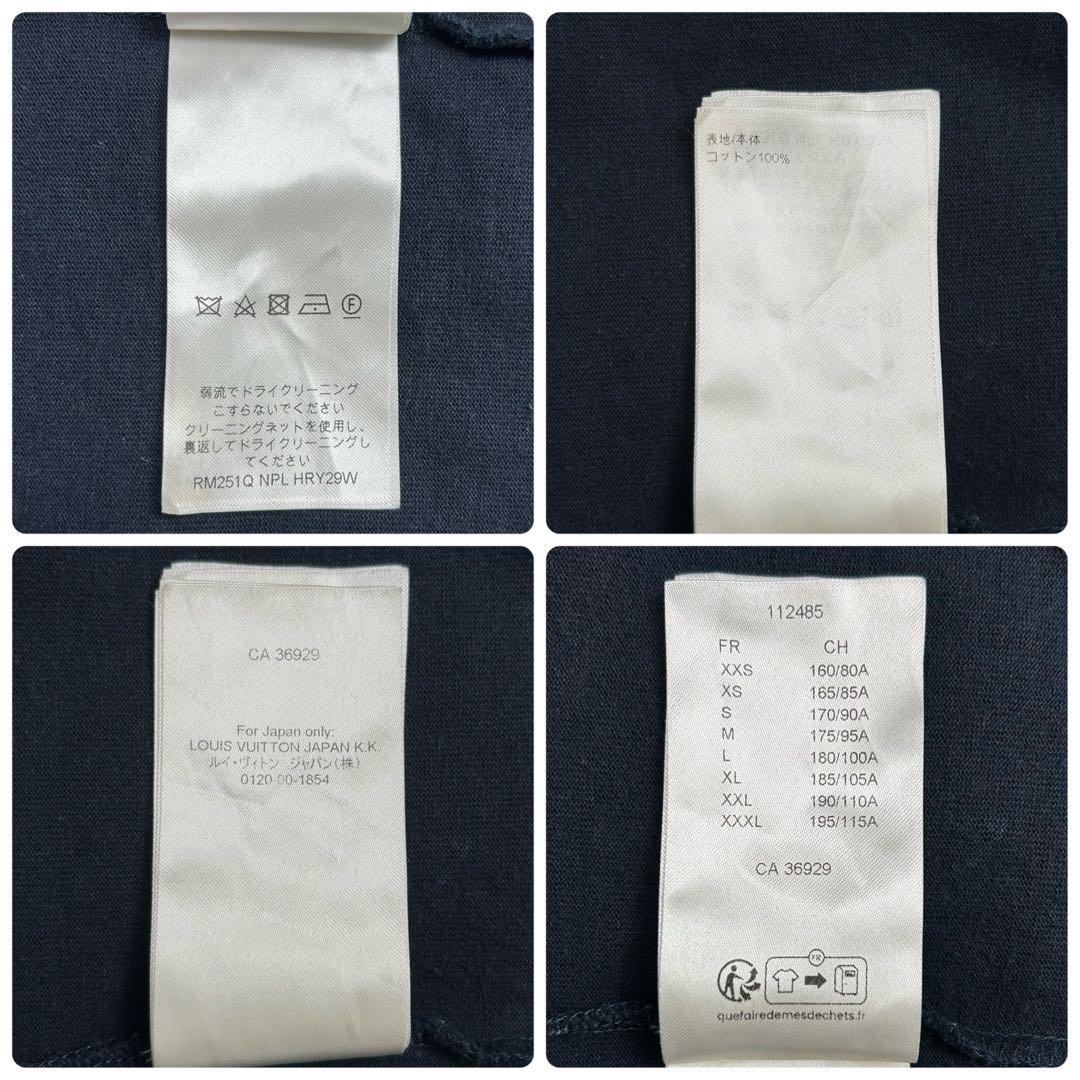 弱流でドライクリーニング
こすらないでください
クリーニングネットを使用し、
裏返してドライクリーニングし
てください
RM251Q NPL HRY29W
表地/本体
コットン100%
CA 36929
For Japan only:
LOUIS VUITTON JAPAN K.K.
ルイ・ヴィトン ジャパン(株)
0120-00-1854
112485
FR CH
XXS 160/80A
XS 165/85A
S 170/90A
M 175/95A
L 180/100A
XL 185/105A
XXL 190/110A
XXXL 195/115A
CA 36929
FR
quefairedemesdechets.fr